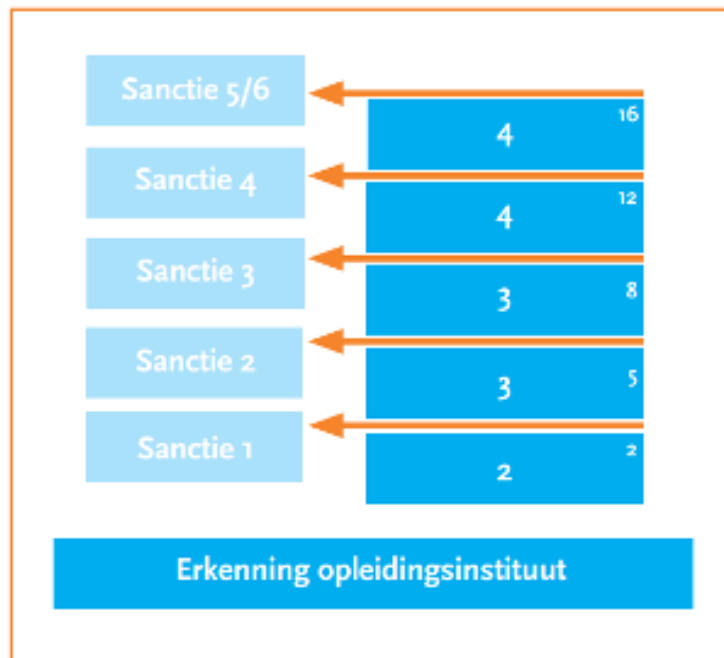 Sanctie 5/6
16
4
Sanctie 4
12
4
Sanctie 3
8
3
Sanctie 2
5
3
Sanctie 1
2
2
Erkenning opleidingsinstituut